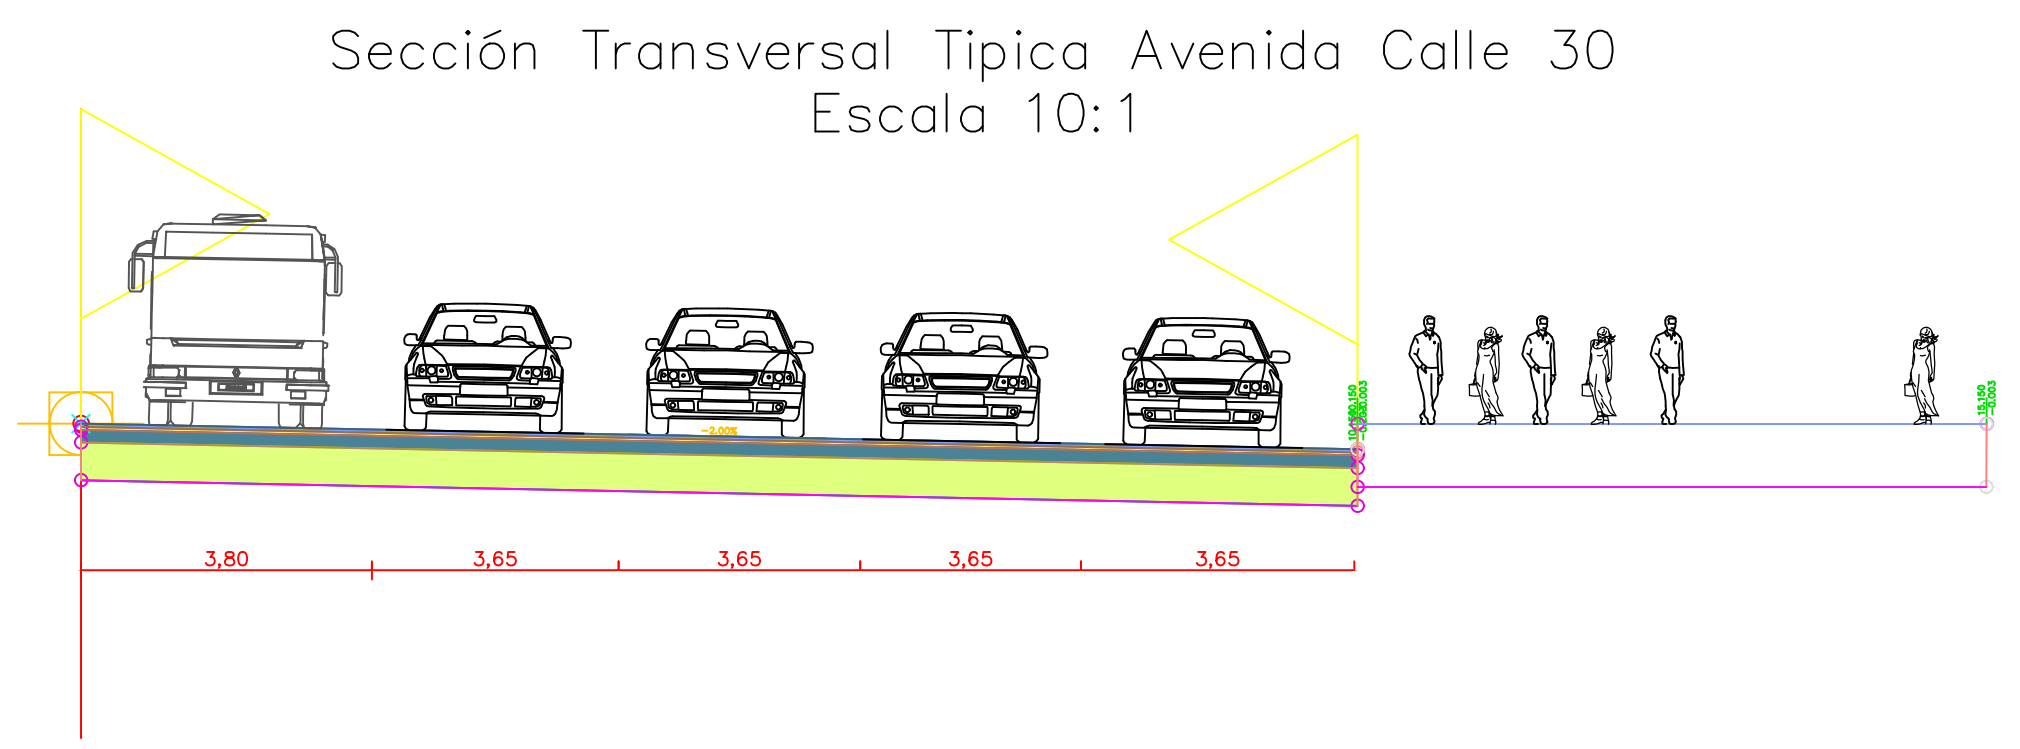 Sección Transversal Tipica Avenida Calle 30
Escala 10:1
-2.00%
15.150
-0.003
3,80 3,65 3,65 3,65 3,65